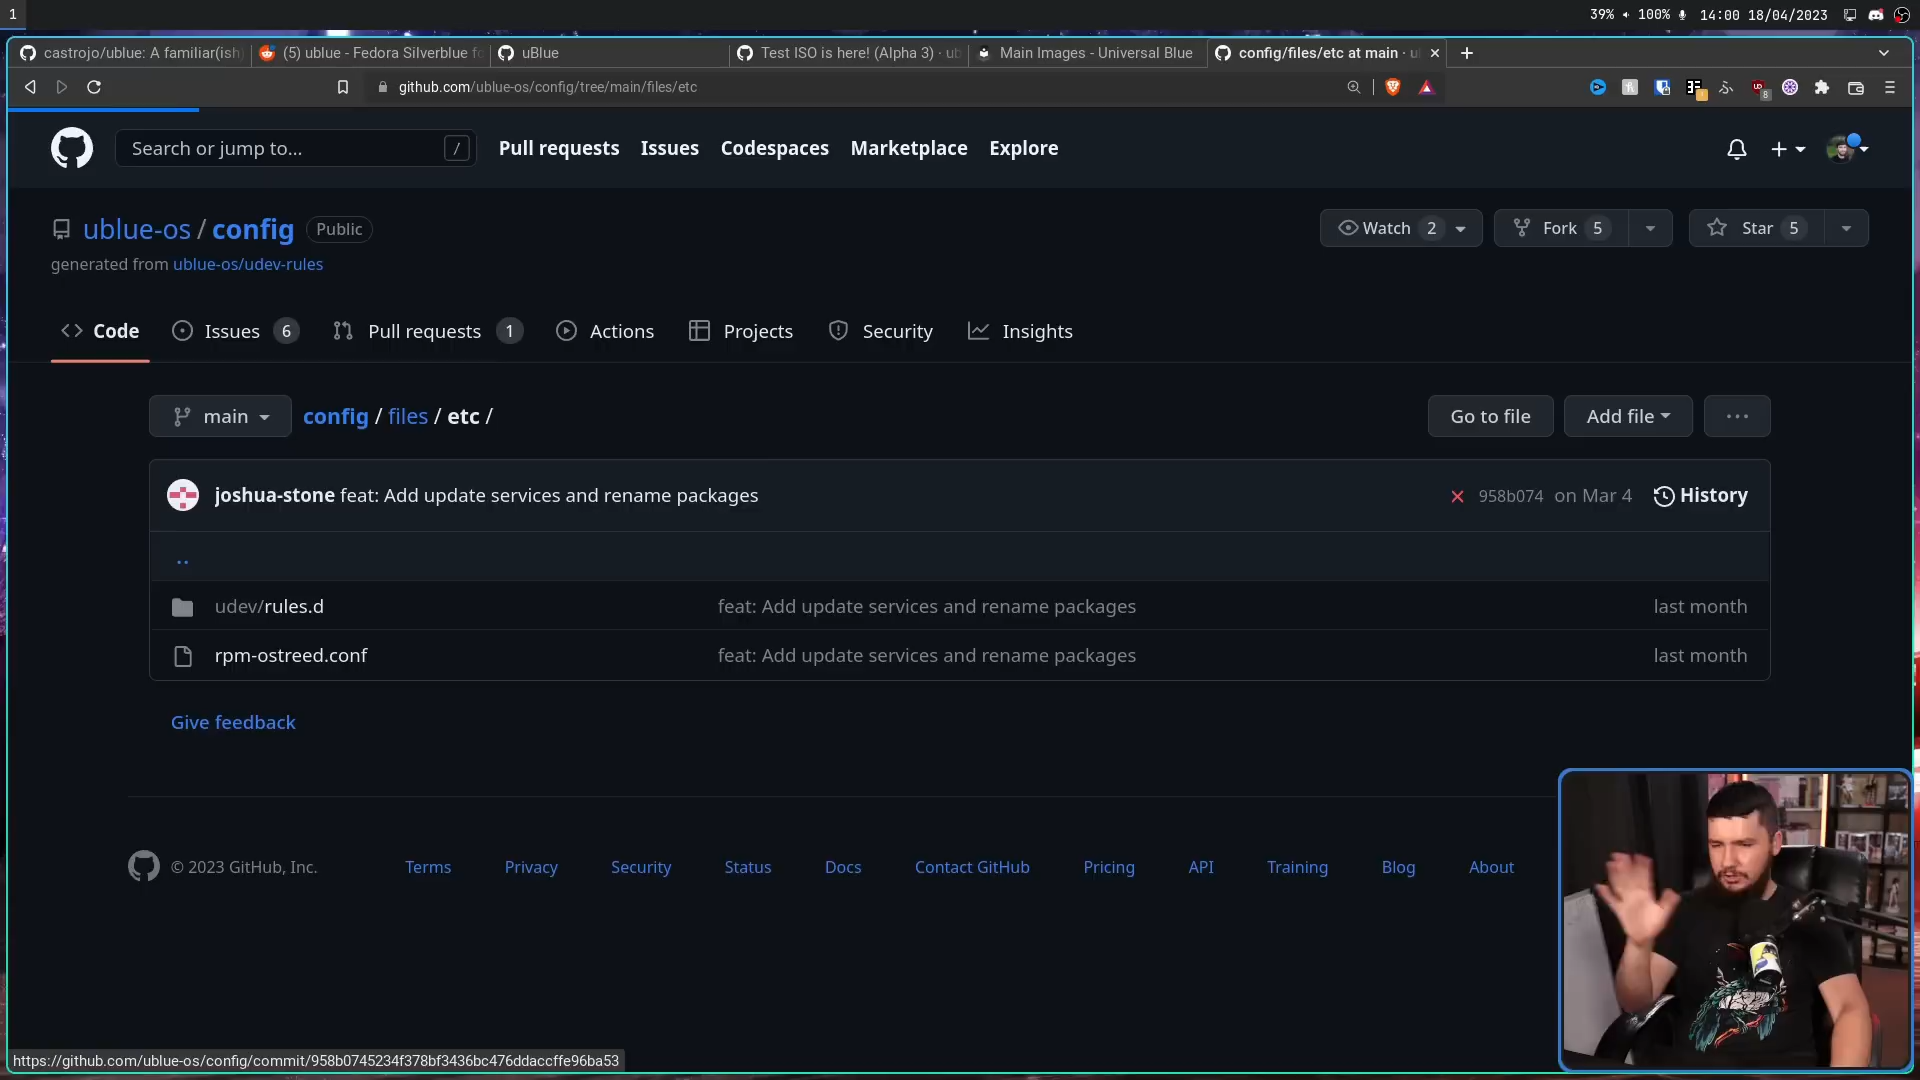 1
39% 100% 14:00 18/04/2023
castrojo/ublue: A familiar(ish)
(5) ublue - Fedora Silverblue fo
uBlue
Test ISO is here! (Alpha 3) · ub
Main Images - Universal Blue
config/files/etc at main · u
github.com/ublue-os/config/tree/main/files/etc
8
Search or jump to... /
Pull requests Issues Codespaces Marketplace Explore
ublue-os / config Public
Watch 2 Fork 5 Star 5
generated from ublue-os/udev-rules
Code Issues 6 Pull requests 1 Actions Projects Security Insights
main config / files / etc /
Go to file Add file ...
joshua-stone feat: Add update services and rename packages
958b074 on Mar 4 History
..
udev/rules.d feat: Add update services and rename packages last month
rpm-ostreed.conf feat: Add update services and rename packages last month
Give feedback
© 2023 GitHub, Inc. Terms Privacy Security Status Docs Contact GitHub Pricing API Training Blog About
https://github.com/ublue-os/config/commit/958b0745234f378bf3436bc476ddaccffe96ba53